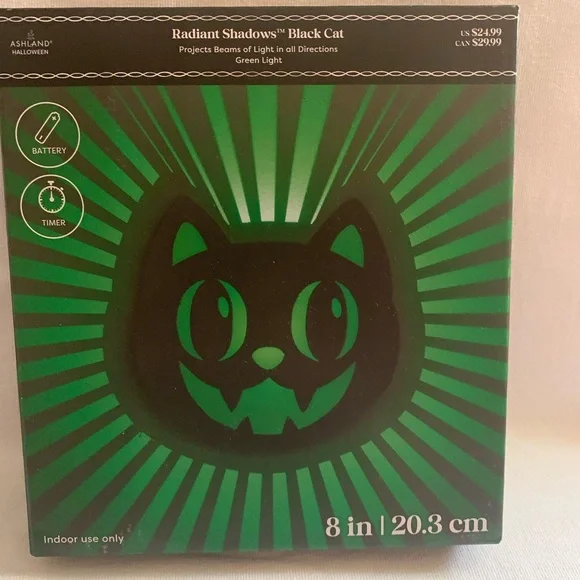 ASHLAND®
HALLOWEEN
Radiant Shadows™ Black Cat
Projects Beams of Light in all Directions
Green Light
US $24.99
CAN $29.99
BATTERY
TIMER
Indoor use only
8 in | 20.3 cm